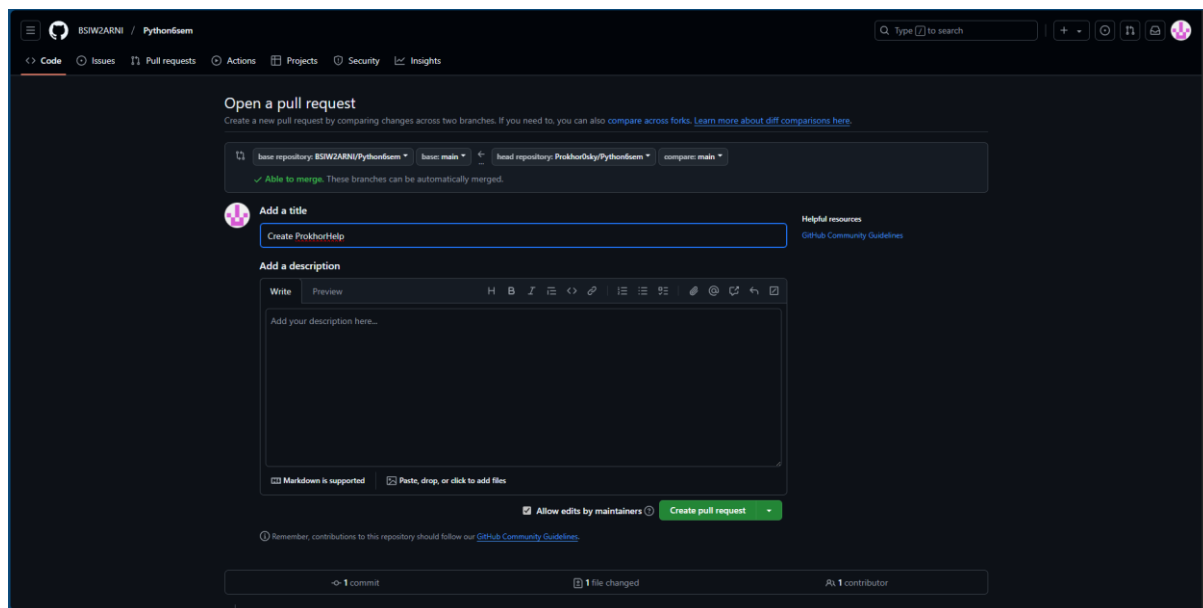 BSIW2ARNI / Python6sem
Type / to search
Code Issues Pull requests Actions Projects Security Insights
Open a pull request
Create a new pull request by comparing changes across two branches. If you need to, you can also compare across forks. Learn more about diff comparisons here.
base repository: BSIW2ARNI/Python6sem base: main ← head repository: Prokhor0sky/Python6sem compare: main
✓ Able to merge. These branches can be automatically merged.
Add a title
Helpful resources
Create ProkhorHelp
GitHub Community Guidelines
Add a description
Write Preview
Add your description here...
Markdown is supported Paste, drop, or click to add files
Allow edits by maintainers Create pull request
Remember, contributions to this repository should follow our GitHub Community Guidelines.
1 commit 1 file changed 1 contributor